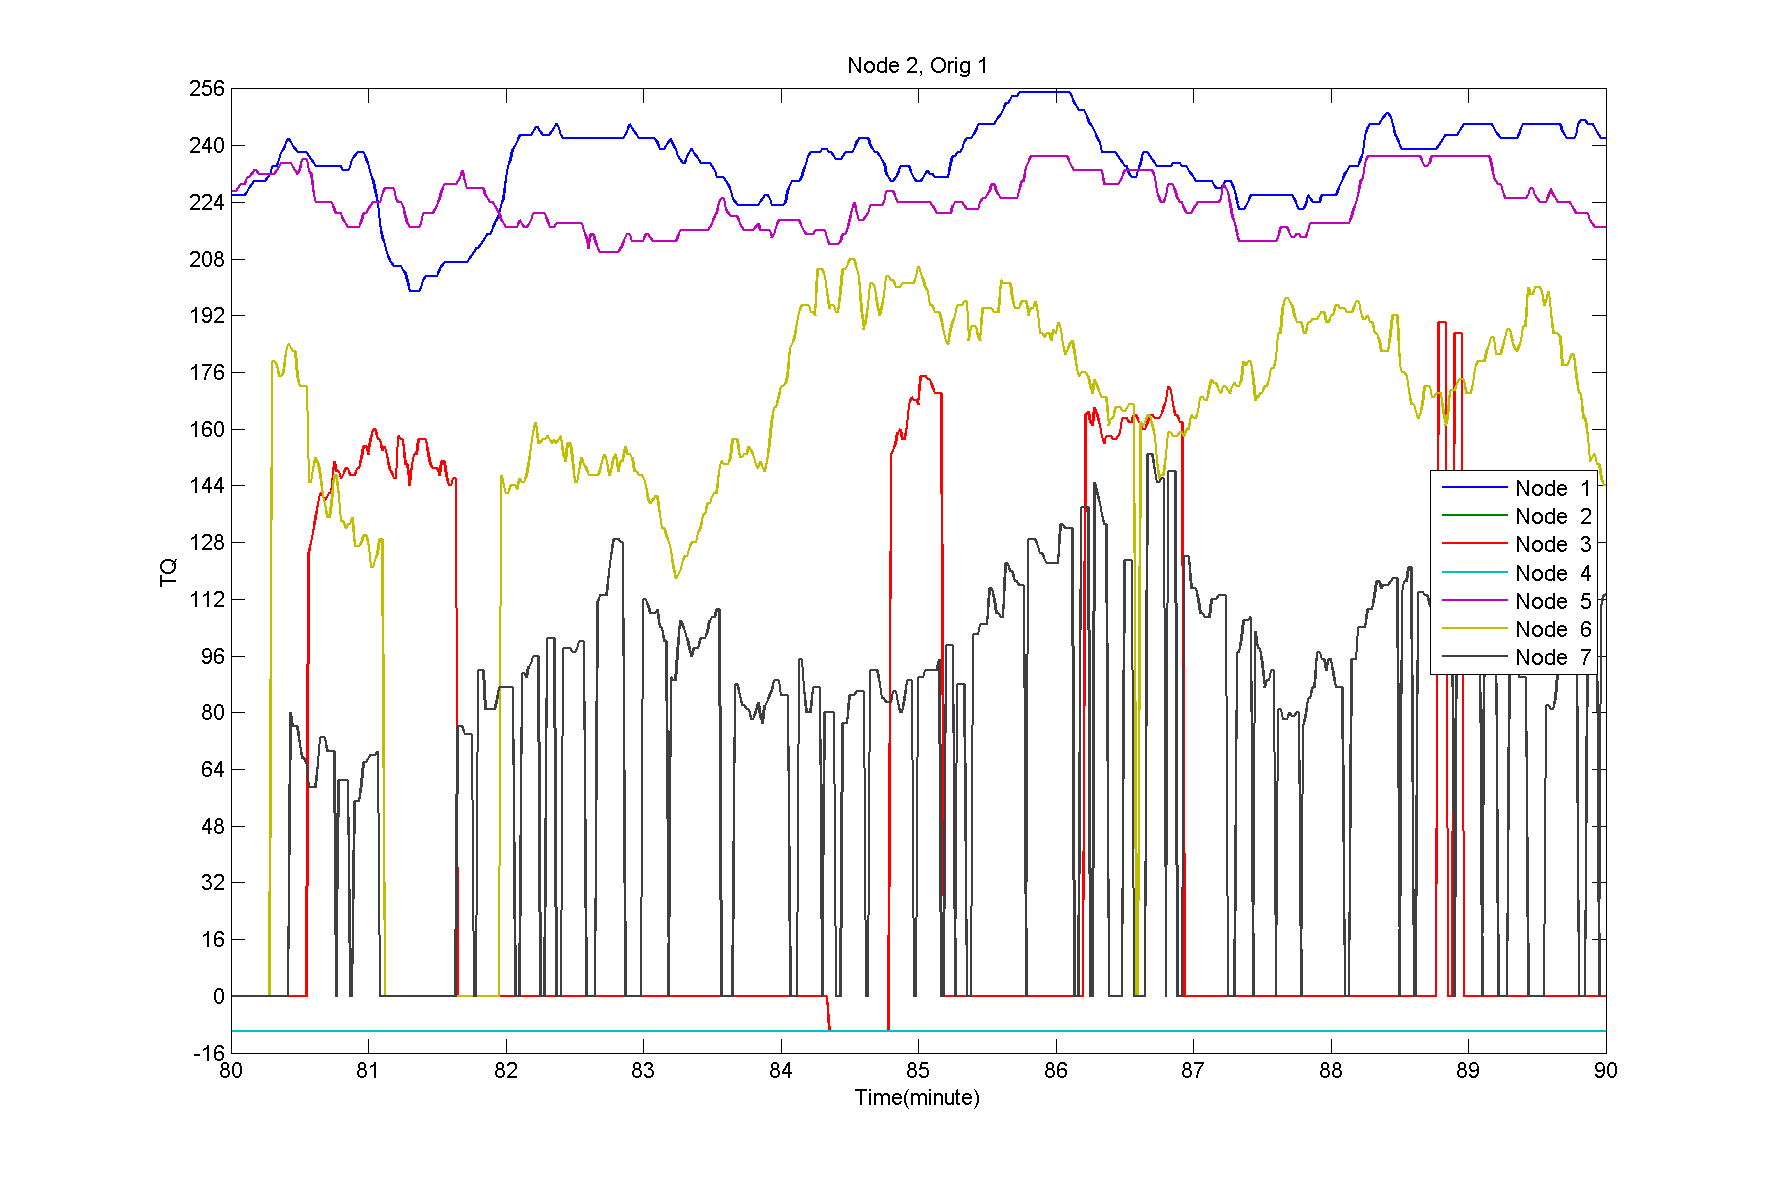 Node 2, Orig 1
256
240
224
208
192
176
160
144
128
112
96
80
64
48
32
16
0
-16
TQ
Node 1
Node 2
Node 3
Node 4
Node 5
Node 6
Node 7
80 81 82 83 84 85 86 87 88 89 90
Time(minute)